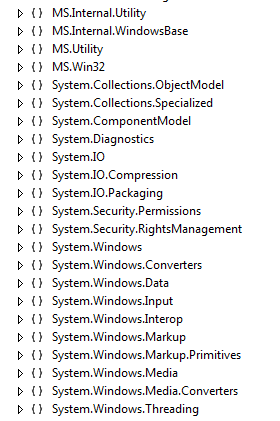 { } MS.Internal.Utility
{ } MS.Internal.WindowsBase
{ } MS.Utility
{ } MS.Win32
{ } System.Collections.ObjectModel
{ } System.Collections.Specialized
{ } System.ComponentModel
{ } System.Diagnostics
{ } System.IO
{ } System.IO.Compression
{ } System.IO.Packaging
{ } System.Security.Permissions
{ } System.Security.RightsManagement
{ } System.Windows
{ } System.Windows.Converters
{ } System.Windows.Data
{ } System.Windows.Input
{ } System.Windows.Interop
{ } System.Windows.Markup
{ } System.Windows.Markup.Primitives
{ } System.Windows.Media
{ } System.Windows.Media.Converters
{ } System.Windows.Threading